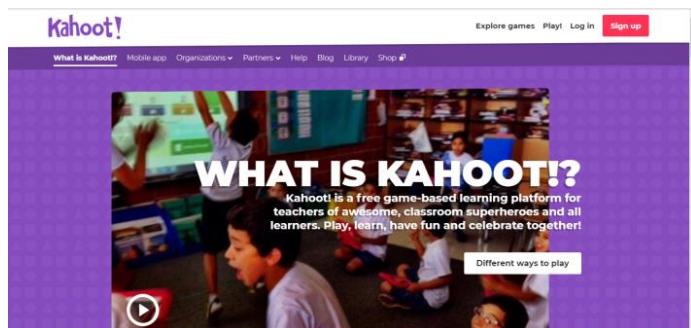 Kahoot!
Explore games Play! Log in Sign up
What is Kahoot!? Mobile app Organizations Partners Help Blog Library Shop
WHAT IS KAHOOT!?
Kahoot! is a free game-based learning platform for
teachers of awesome, classroom superheroes and all
learners. Play, learn, have fun and celebrate together!
Different ways to play